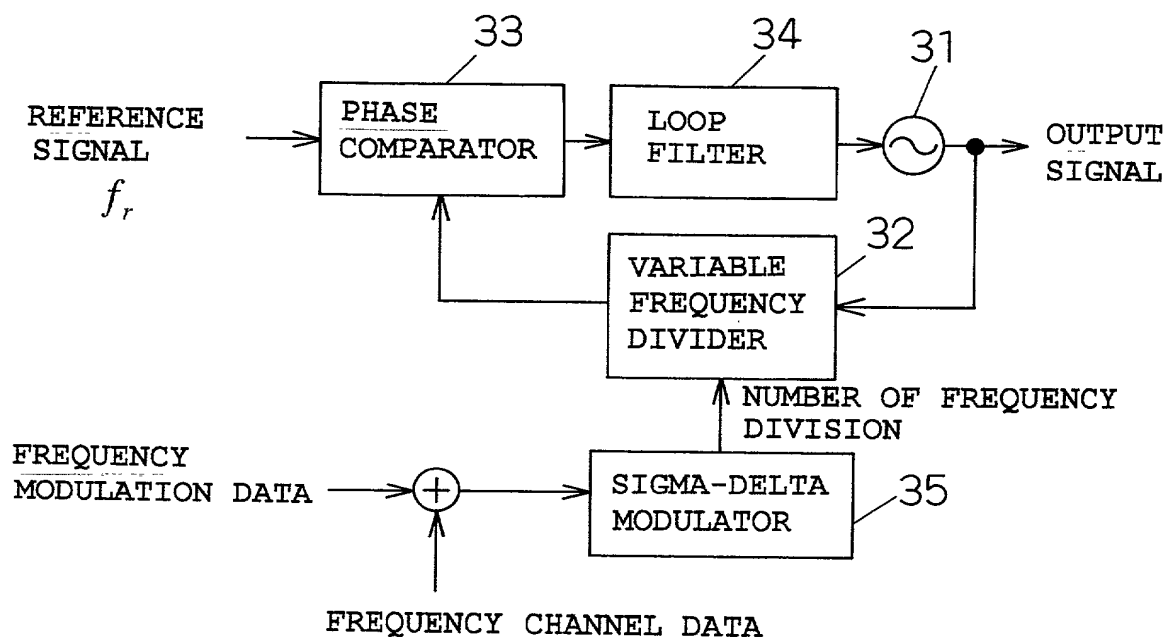 33
34
31
REFERENCE
SIGNAL
f_r
PHASE
COMPARATOR
LOOP
FILTER
OUTPUT
SIGNAL
32
VARIABLE
FREQUENCY
DIVIDER
NUMBER OF FREQUENCY
DIVISION
FREQUENCY
MODULATION DATA
+
SIGMA-DELTA
MODULATOR
35
FREQUENCY CHANNEL DATA